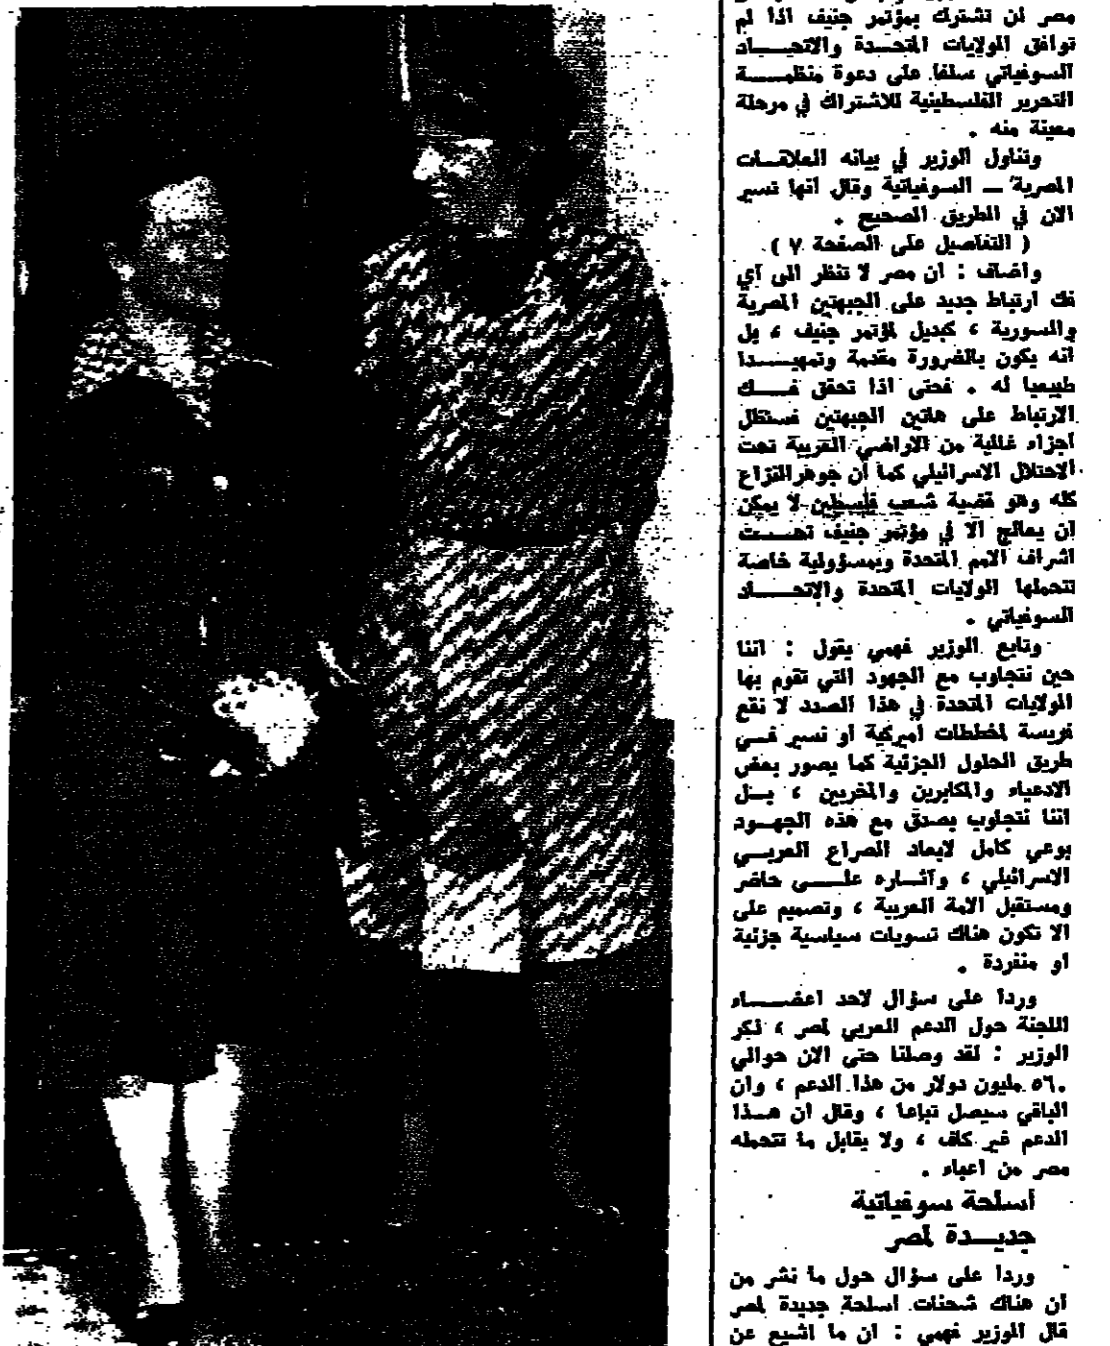 مصر لن تشترك بمؤتمر جنيف اذا لم
توافق الولايات المتحدة والاتحاد
السوفياتي سلفا على دعوة منظمة
التحرير الفلسطينية للاشتراك في مرحلة
معينة منه .
وتناول الوزير في بيانه العلاقات
المصرية ــ السوفياتية وقال انها تسير
الان في الطريق الصحيح .
( التفاصيل على الصفحة ٧ )
واضاف : ان مصر لا تنظر الى اي
فك ارتباط جديد على الجبهتين المصرية
والسورية ، كبديل لمؤتمر جنيف ، بل
انه يكون بالضرورة مقدمة وتمهيدا
طبيعيا له . فحتى اذا تحقق فك
الارتباط على هاتين الجبهتين فستظل
اجزاء غالية من الاراضي العربية تحت
الاحتلال الاسرائيلي كما أن جوهر النزاع
كله وهو قضية شعب فلسطين لا يمكن
ان يعالج الا في مؤتمر جنيف تحت
اشراف الامم المتحدة وبمسؤولية خاصة
تتحملها الولايات المتحدة والاتحاد
السوفياتي .
وتابع الوزير فهمي يقول : اننا
حين نتجاوب مع الجهود التي تقوم بها
الولايات المتحدة في هذا الصدد لا نقع
فريسة لمخططات اميركية او نسير في
طريق الحلول الجزئية كما يصور بعض
الادعياء والمكابرين والمخربين ، بل
اننا نتجاوب بصدق مع هذه الجهود
بوعي كامل لابعاد الصراع العربي
الاسرائيلي ، وآثاره على حاضر
ومستقبل الامة العربية ، وتصميم على
الا تكون هناك تسويات سياسية جزئية
او منفردة .
وردا على سؤال لاحد اعضاء
اللجنة حول الدعم العربي لمصر ، ذكر
الوزير : لقد وصلنا حتى الان حوالي
٥٦٠ مليون دولار من هذا الدعم ، وان
الباقي سيصل تباعا ، وقال ان هذا
الدعم غير كاف ، ولا يقابل ما تتحمله
مصر من اعباء .
أسلحة سوفياتية
جديدة لمصر
وردا على سؤال حول ما نشر من
ان هناك شحنات اسلحة جديدة لمصر
قال الوزير فهمي : ان ما اشيع عن